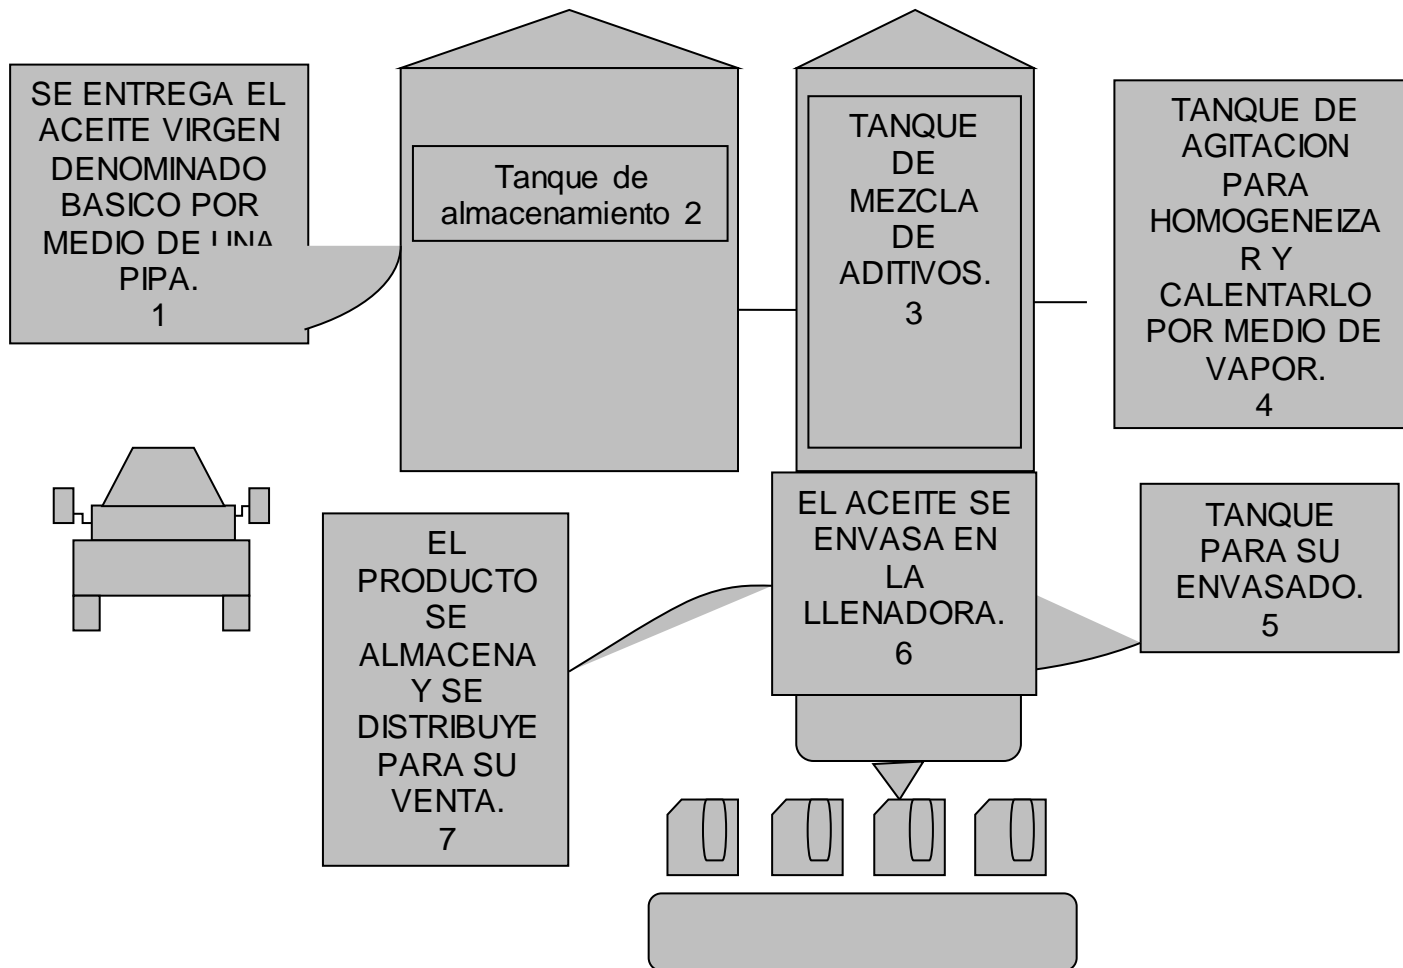 SE ENTREGA EL
ACEITE VIRGEN
DENOMINADO
BASICO POR
MEDIO DE UNA
PIPA.
1
Tanque de
almacenamiento 2
TANQUE
DE
MEZCLA
DE
ADITIVOS.
3
TANQUE DE
AGITACION
PARA
HOMOGENEIZA
R Y
CALENTARLO
POR MEDIO DE
VAPOR.
4
TANQUE
PARA SU
ENVASADO.
5
EL ACEITE SE
ENVASA EN
LA
LLENADORA.
6
EL
PRODUCTO
SE
ALMACENA
Y SE
DISTRIBUYE
PARA SU
VENTA.
7